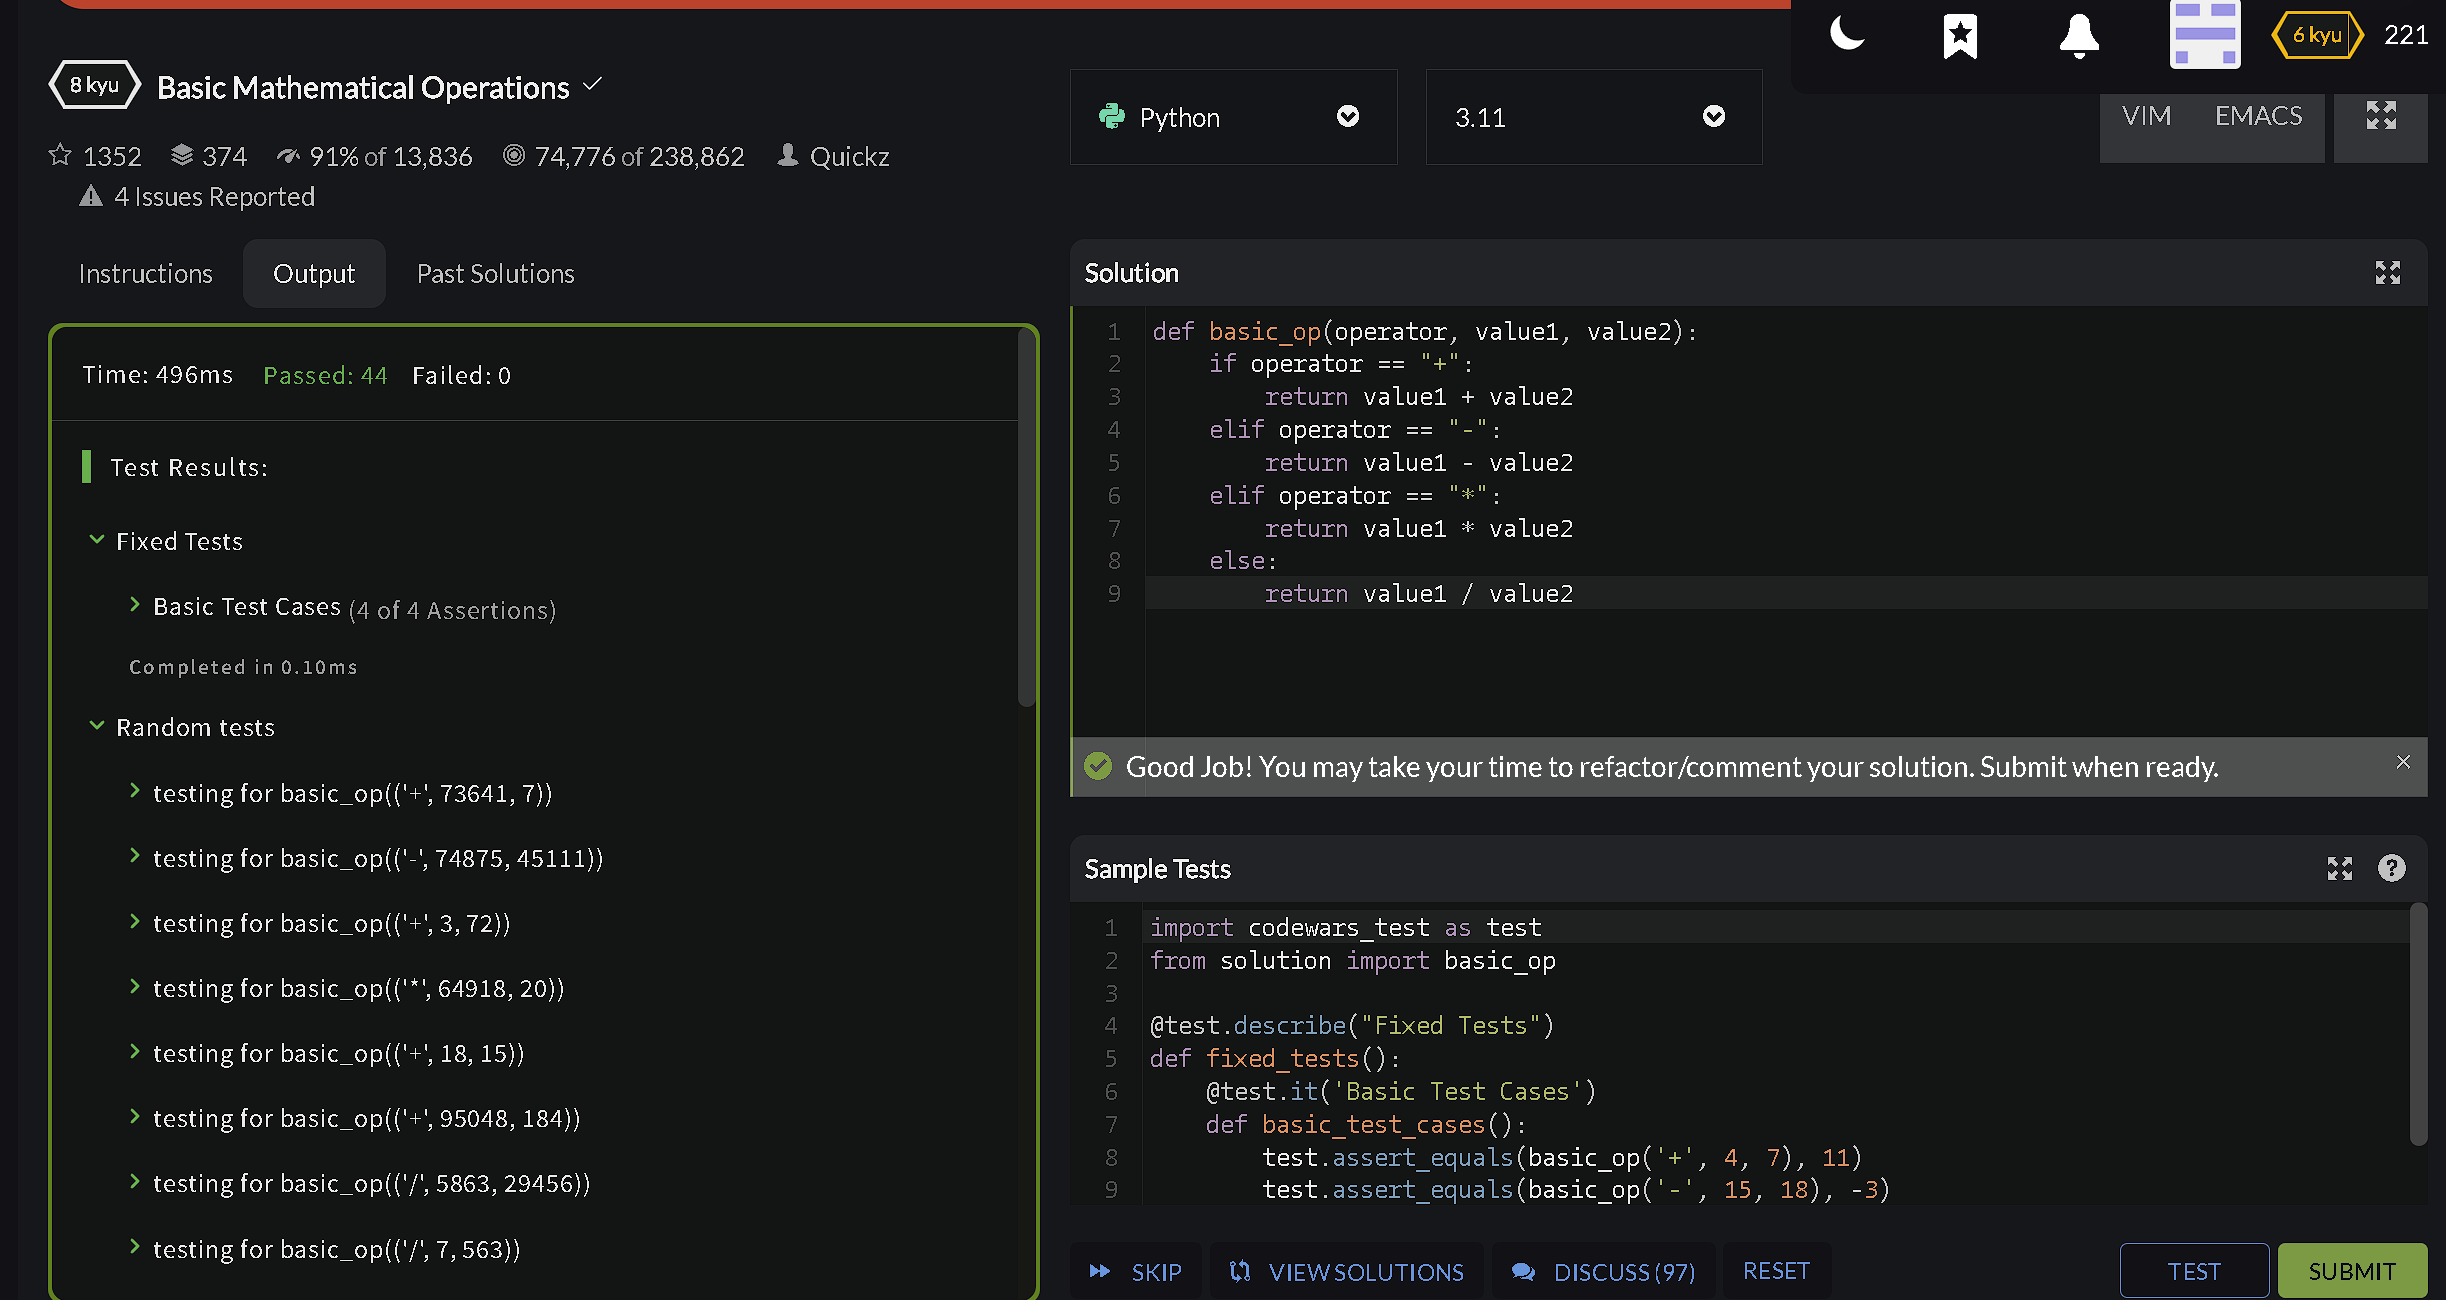 6 kyu 221
8 kyu Basic Mathematical Operations
1352 374 91% of 13,836 74,776 of 238,862 Quickz
4 Issues Reported
Python 3.11
VIM EMACS
Instructions Output Past Solutions
Time: 496ms Passed: 44 Failed: 0
Test Results:
Fixed Tests
Basic Test Cases (4 of 4 Assertions)
Completed in 0.10ms
Random tests
testing for basic_op(('+', 73641, 7))
testing for basic_op(('-', 74875, 45111))
testing for basic_op(('+', 3, 72))
testing for basic_op(('*', 64918, 20))
testing for basic_op(('+', 18, 15))
testing for basic_op(('+', 95048, 184))
testing for basic_op(('/', 5863, 29456))
testing for basic_op(('/', 7, 563))
Solution
1 def basic_op(operator, value1, value2):
2     if operator == "+":
3         return value1 + value2
4     elif operator == "-":
5         return value1 - value2
6     elif operator == "*":
7         return value1 * value2
8     else:
9         return value1 / value2
Good Job! You may take your time to refactor/comment your solution. Submit when ready.
Sample Tests
1 import codewars_test as test
2 from solution import basic_op
3
4 @test.describe("Fixed Tests")
5 def fixed_tests():
6     @test.it('Basic Test Cases')
7     def basic_test_cases():
8         test.assert_equals(basic_op('+', 4, 7), 11)
9         test.assert_equals(basic_op('-', 15, 18), -3)
SKIP VIEW SOLUTIONS DISCUSS (97) RESET TEST SUBMIT